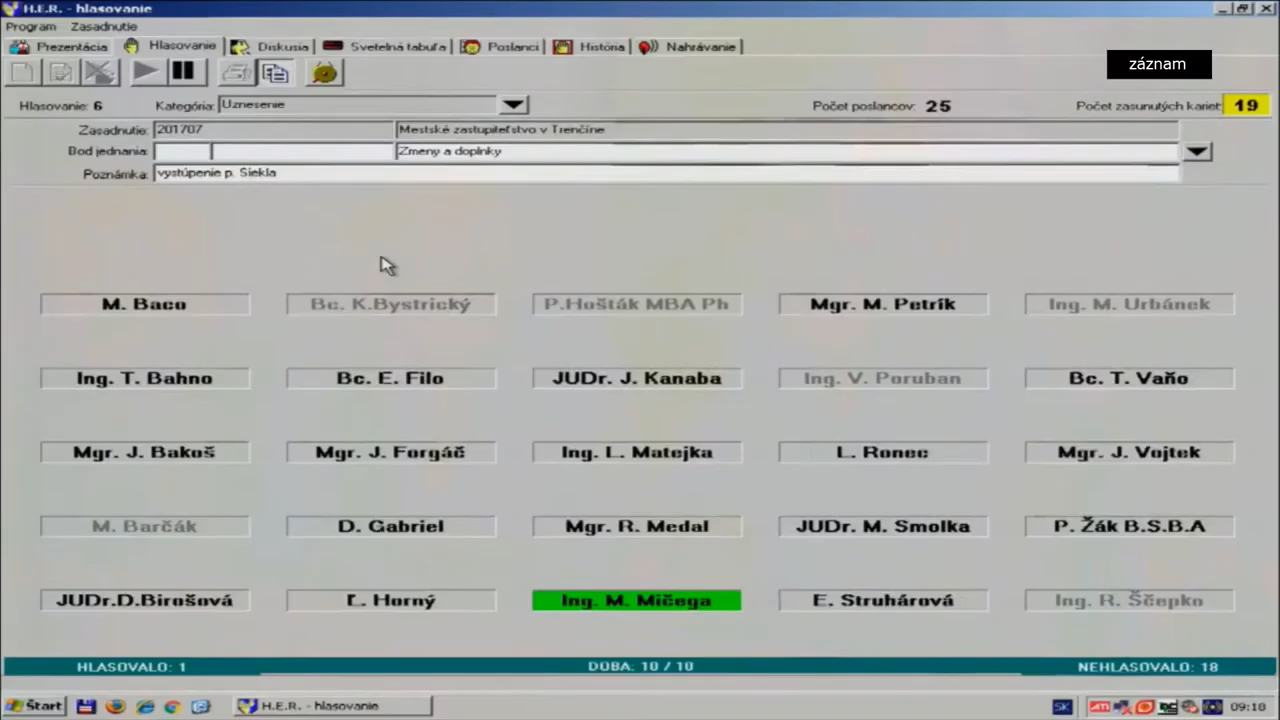 H.E.R. - hlasovanie
Program Zasadnutie
Prezentácia Hlasovanie Diskusia Svetelná tabuľa Poslanci História Nahrávanie
záznam
Hlasovanie: 6 Kategória: Uznesenie Počet poslancov: 25 Počet zasunutých kariet: 19
Zasadnutie: 201707 Mestské zastupiteľstvo v Trenčíne
Bod jednania: Zmeny a doplnky
Poznámka: vystúpenie p. Siekla
M. Baco Bc. K.Bystrický P.Hošták MBA Ph Mgr. M. Petrík Ing. M. Urbánek
Ing. T. Bahno Bc. E. Filo JUDr. J. Kanaba Ing. V. Poruban Bc. T. Vaňo
Mgr. J. Bakoš Mgr. J. Forgáč Ing. L. Matejka L. Ronec Mgr. J. Vojtek
M. Barčák D. Gabriel Mgr. R. Medal JUDr. M. Smolka P. Žák B.S.B.A
JUDr.D.Birošová Ľ. Horný Ing. M. Mičega E. Struhárová Ing. R. Ščepko
HLASOVALO: 1 DOBA: 10 / 10 NEHLASOVALO: 18
Štart H.E.R. - hlasovanie SK 09:18